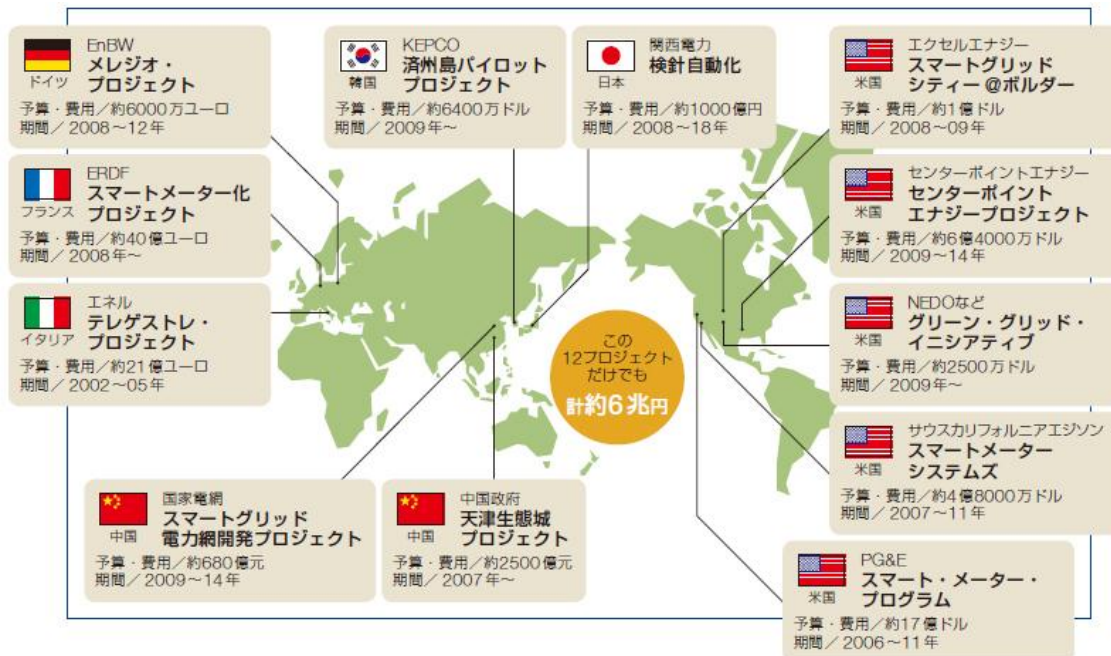 EnBW
メレジオ・
プロジェクト
ドイツ
予算・費用／約6000万ユーロ
期間／2008〜12年
KEPCO
済州島パイロット
プロジェクト
韓国
予算・費用／約6400万ドル
期間／2009年〜
関西電力
検針自動化
日本
予算・費用／約1000億円
期間／2008〜18年
エクセルエナジー
スマートグリッド
シティー@ボルダー
米国
予算・費用／約1億ドル
期間／2008〜09年
ERDF
スマートメーター化
プロジェクト
フランス
予算・費用／約40億ユーロ
期間／2008年〜
センターポイントエナジー
センターポイント
エナジープロジェクト
米国
予算・費用／約6億4000万ドル
期間／2009〜14年
エネル
テレゲストレ・
プロジェクト
イタリア
予算・費用／約21億ユーロ
期間／2002〜05年
この
12プロジェクト
だけでも
計約6兆円
NEDOなど
グリーン・グリッド・
イニシアティブ
米国
予算・費用／約2500万ドル
期間／2009年〜
サウスカリフォルニアエジソン
スマートメーター
システムズ
米国
予算・費用／約4億8000万ドル
期間／2007〜11年
国家電網
スマートグリッド
電力網開発プロジェクト
中国
予算・費用／約680億元
期間／2009〜14年
中国政府
天津生態城
プロジェクト
中国
予算・費用／約2500億元
期間／2007年〜
PG&E
スマート・メーター・
プログラム
米国
予算・費用／約17億ドル
期間／2006〜11年